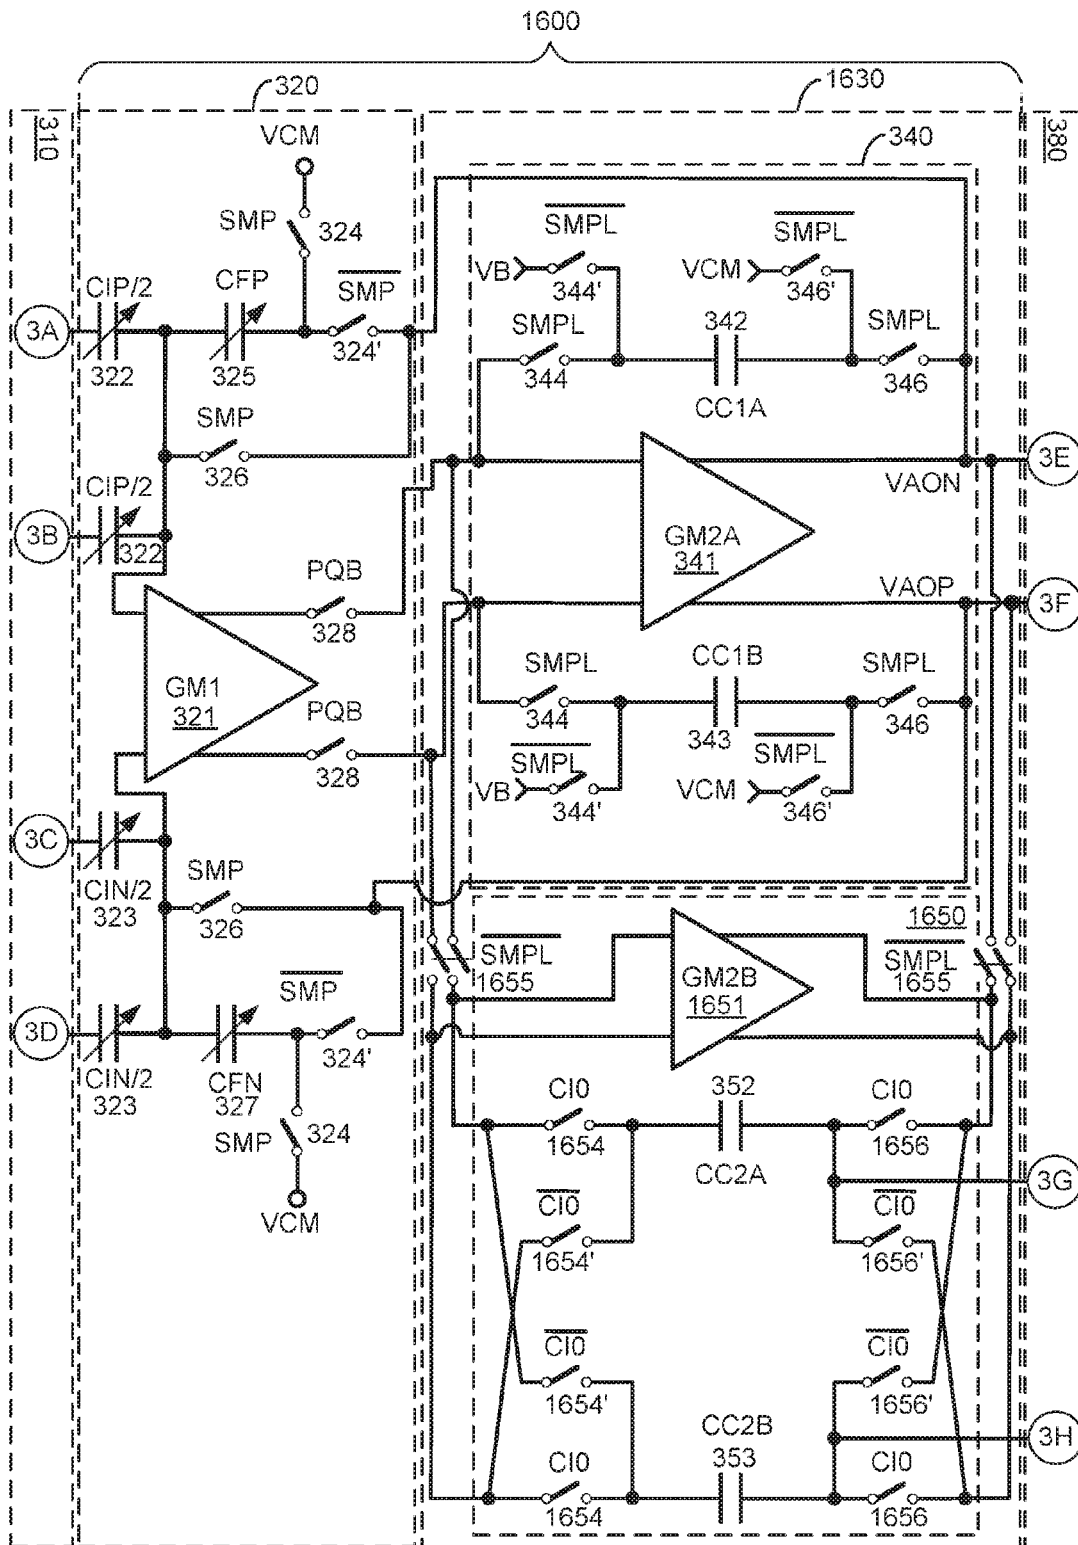 1600
320
1630
310
380
VCM
340
SMP
324
SMPL
SMPL
VB
344'
VCM
346'
CIP/2
CFP
SMP
3A
322
325
324'
SMPL
344
342
CC1A
SMPL
346
SMP
326
3E
VAON
CIP/2
3B
322
GM2A
341
PQB
328
VAOP
3F
GM1
321
PQB
328
SMPL
344
CC1B
343
SMPL
346
SMPL
VB
344'
SMPL
VCM
346'
3C
CIN/2
323
SMP
326
1650
SMPL
1655
GM2B
1651
SMPL
1655
SMP
324'
3D
CIN/2
323
CFN
327
SMP
324
VCM
CI0
1654
352
CC2A
CI0
1656
3G
CI0
1654'
CI0
1656'
CI0
1654'
CI0
1656'
3H
CI0
1654
CC2B
353
CI0
1656